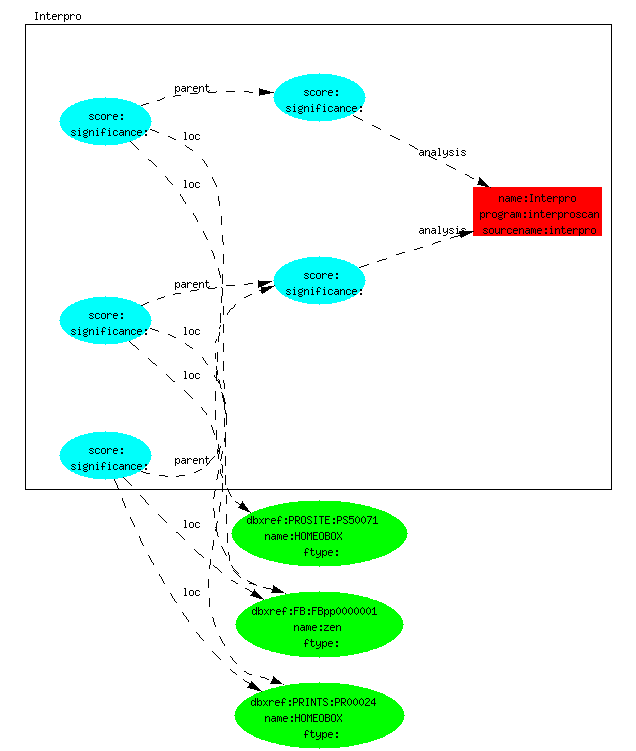 Interpro
parent
score:
significance:
score:
significance:
loc
analysis
loc
name:Interpro
program:interproscan
sourcename:interpro
analysis
parent
score:
significance:
score:
significance:
loc
loc
score:
significance:
parent
loc
dbxref:PROSITE:PS50071
name:HOMEOBOX
ftype:
loc
dbxref:FB:FBpp0000001
name:zen
ftype:
dbxref:PRINTS:PR00024
name:HOMEOBOX
ftype: